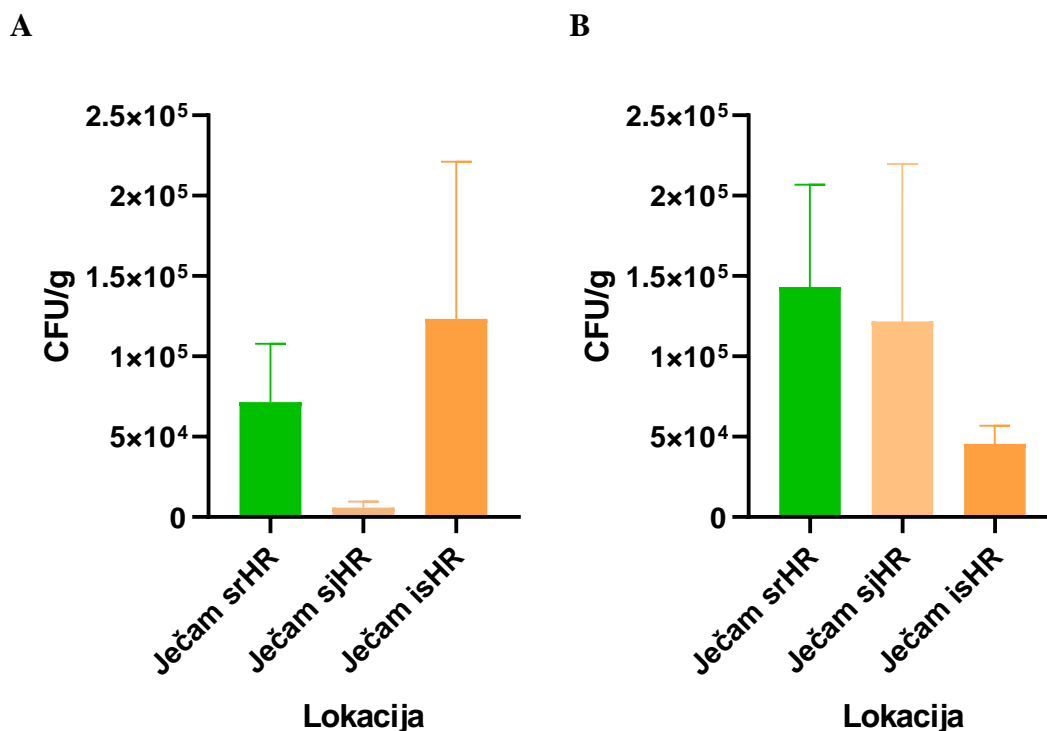 A
CFU/g
2.5×10⁵
2×10⁵
1.5×10⁵
1×10⁵
5×10⁴
0
Ječam srHR
Ječam sjHR
Ječam isHR
Lokacija
B
CFU/g
2.5×10⁵
2×10⁵
1.5×10⁵
1×10⁵
5×10⁴
0
Ječam srHR
Ječam sjHR
Ječam isHR
Lokacija